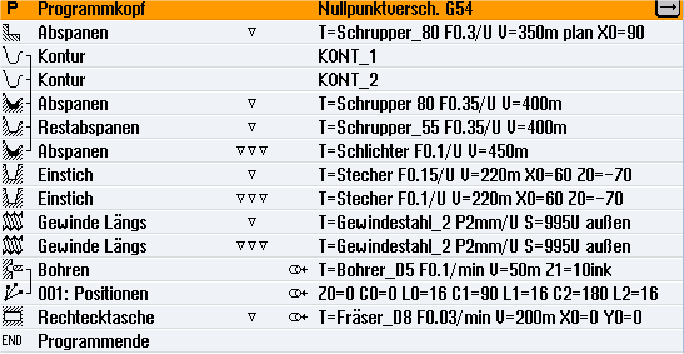 P Programmkopf Nullpunktversch. G54
Abspanen ▽ T=Schrupper_80 F0.3/U V=350m plan X0=90
Kontur KONT_1
Kontur KONT_2
Abspanen ▽ T=Schrupper 80 F0.35/U V=400m
Restabspanen ▽ T=Schrupper_55 F0.35/U V=400m
Abspanen ▽▽▽ T=Schlichter F0.1/U V=450m
Einstich ▽ T=Stecher F0.15/U V=220m X0=60 Z0=-70
Einstich ▽▽▽ T=Stecher F0.1/U V=220m X0=60 Z0=-70
Gewinde Längs ▽ T=Gewindestahl_2 P2mm/U S=995U außen
Gewinde Längs ▽▽▽ T=Gewindestahl_2 P2mm/U S=995U außen
Bohren T=Bohrer_D5 F0.1/min V=50m Z1=10ink
001: Positionen Z0=0 C0=0 L0=16 C1=90 L1=16 C2=180 L2=16
Rechtecktasche ▽ T=Fräser_D8 F0.03/min V=200m X0=0 Y0=0
END Programmende